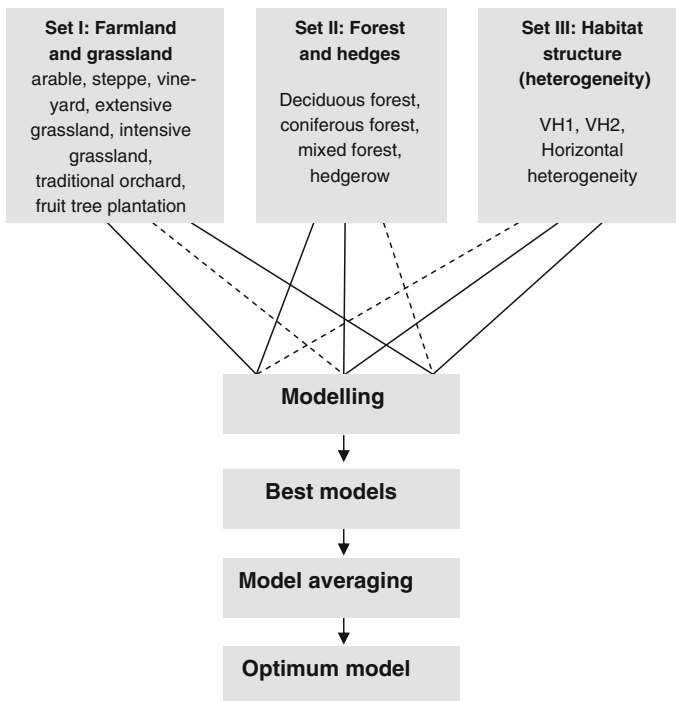 Set I: Farmland
and grassland
arable, steppe, vine-
yard, extensive
grassland, intensive
grassland,
traditional orchard,
fruit tree plantation
Set II: Forest
and hedges
Deciduous forest,
coniferous forest,
mixed forest,
hedgerow
Set III: Habitat
structure
(heterogeneity)
VH1, VH2,
Horizontal
heterogeneity
Modelling
Best models
Model averaging
Optimum model